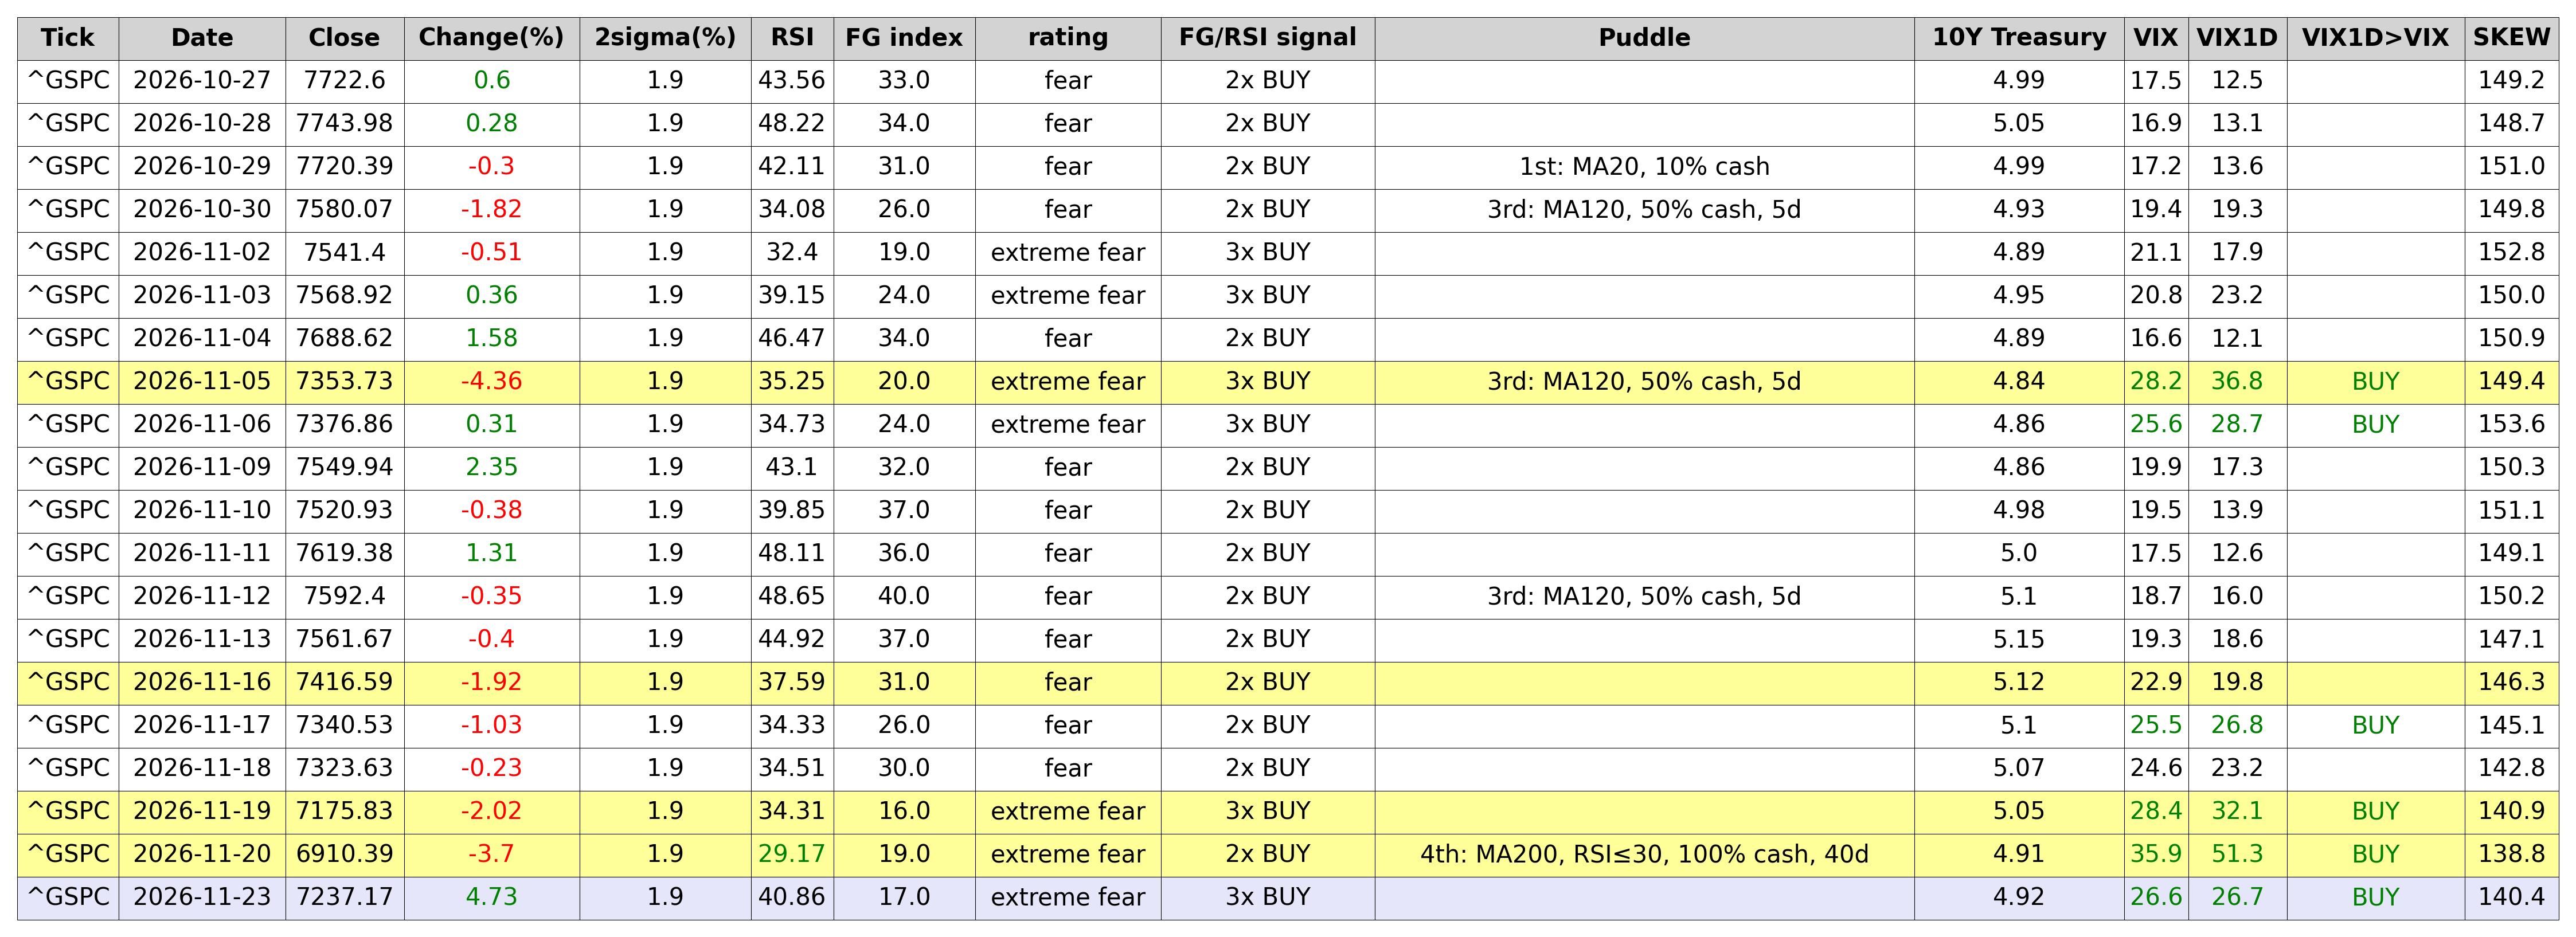 Tick Date Close Change(%) 2sigma(%) RSI FG index rating FG/RSI signal Puddle 10Y Treasury VIX VIX1D VIX1D>VIX SKEW
^GSPC 2026-10-27 7722.6 0.6 1.9 43.56 33.0 fear 2x BUY 4.99 17.5 12.5 149.2
^GSPC 2026-10-28 7743.98 0.28 1.9 48.22 34.0 fear 2x BUY 5.05 16.9 13.1 148.7
^GSPC 2026-10-29 7720.39 -0.3 1.9 42.11 31.0 fear 2x BUY 1st: MA20, 10% cash 4.99 17.2 13.6 151.0
^GSPC 2026-10-30 7580.07 -1.82 1.9 34.08 26.0 fear 2x BUY 3rd: MA120, 50% cash, 5d 4.93 19.4 19.3 149.8
^GSPC 2026-11-02 7541.4 -0.51 1.9 32.4 19.0 extreme fear 3x BUY 4.89 21.1 17.9 152.8
^GSPC 2026-11-03 7568.92 0.36 1.9 39.15 24.0 extreme fear 3x BUY 4.95 20.8 23.2 150.0
^GSPC 2026-11-04 7688.62 1.58 1.9 46.47 34.0 fear 2x BUY 4.89 16.6 12.1 150.9
^GSPC 2026-11-05 7353.73 -4.36 1.9 35.25 20.0 extreme fear 3x BUY 3rd: MA120, 50% cash, 5d 4.84 28.2 36.8 BUY 149.4
^GSPC 2026-11-06 7376.86 0.31 1.9 34.73 24.0 extreme fear 3x BUY 4.86 25.6 28.7 BUY 153.6
^GSPC 2026-11-09 7549.94 2.35 1.9 43.1 32.0 fear 2x BUY 4.86 19.9 17.3 150.3
^GSPC 2026-11-10 7520.93 -0.38 1.9 39.85 37.0 fear 2x BUY 4.98 19.5 13.9 151.1
^GSPC 2026-11-11 7619.38 1.31 1.9 48.11 36.0 fear 2x BUY 5.0 17.5 12.6 149.1
^GSPC 2026-11-12 7592.4 -0.35 1.9 48.65 40.0 fear 2x BUY 3rd: MA120, 50% cash, 5d 5.1 18.7 16.0 150.2
^GSPC 2026-11-13 7561.67 -0.4 1.9 44.92 37.0 fear 2x BUY 5.15 19.3 18.6 147.1
^GSPC 2026-11-16 7416.59 -1.92 1.9 37.59 31.0 fear 2x BUY 5.12 22.9 19.8 146.3
^GSPC 2026-11-17 7340.53 -1.03 1.9 34.33 26.0 fear 2x BUY 5.1 25.5 26.8 BUY 145.1
^GSPC 2026-11-18 7323.63 -0.23 1.9 34.51 30.0 fear 2x BUY 5.07 24.6 23.2 142.8
^GSPC 2026-11-19 7175.83 -2.02 1.9 34.31 16.0 extreme fear 3x BUY 5.05 28.4 32.1 BUY 140.9
^GSPC 2026-11-20 6910.39 -3.7 1.9 29.17 19.0 extreme fear 2x BUY 4th: MA200, RSI≤30, 100% cash, 40d 4.91 35.9 51.3 BUY 138.8
^GSPC 2026-11-23 7237.17 4.73 1.9 40.86 17.0 extreme fear 3x BUY 4.92 26.6 26.7 BUY 140.4